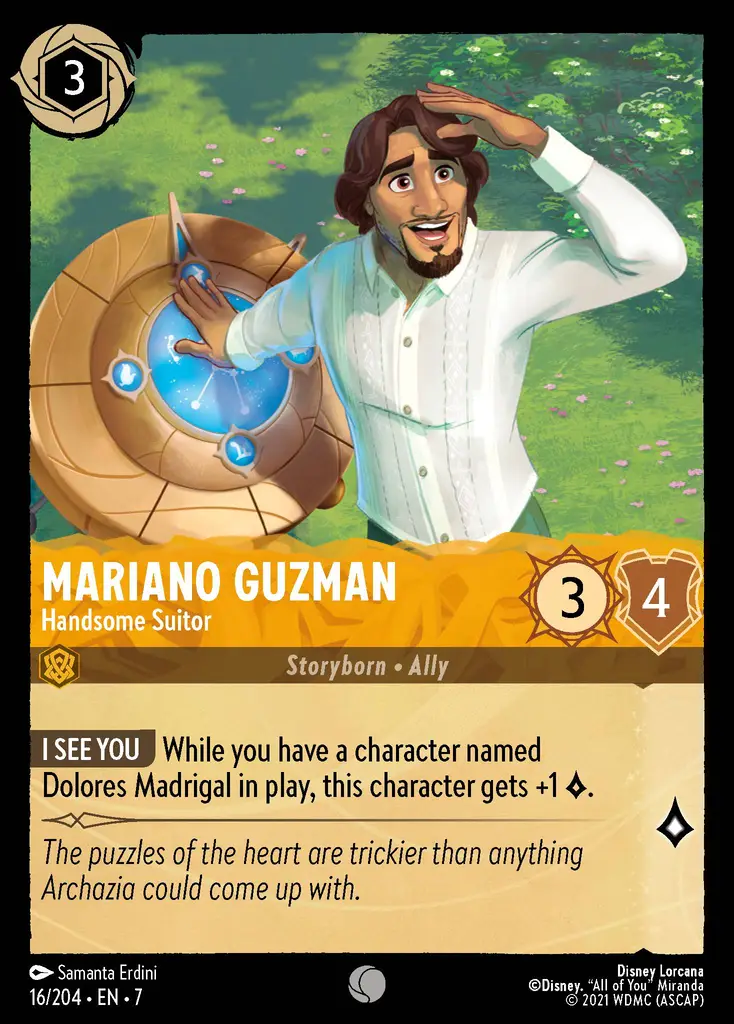 3
MARIANO GUZMAN
Handsome Suitor
3
4
Storyborn • Ally
I SEE YOU While you have a character named
Dolores Madrigal in play, this character gets +1 .
The puzzles of the heart are trickier than anything
Archazia could come up with.
Samanta Erdini
16/204 • EN • 7
Disney Lorcana
©Disney. “All of You” Miranda
© 2021 WDMC (ASCAP)